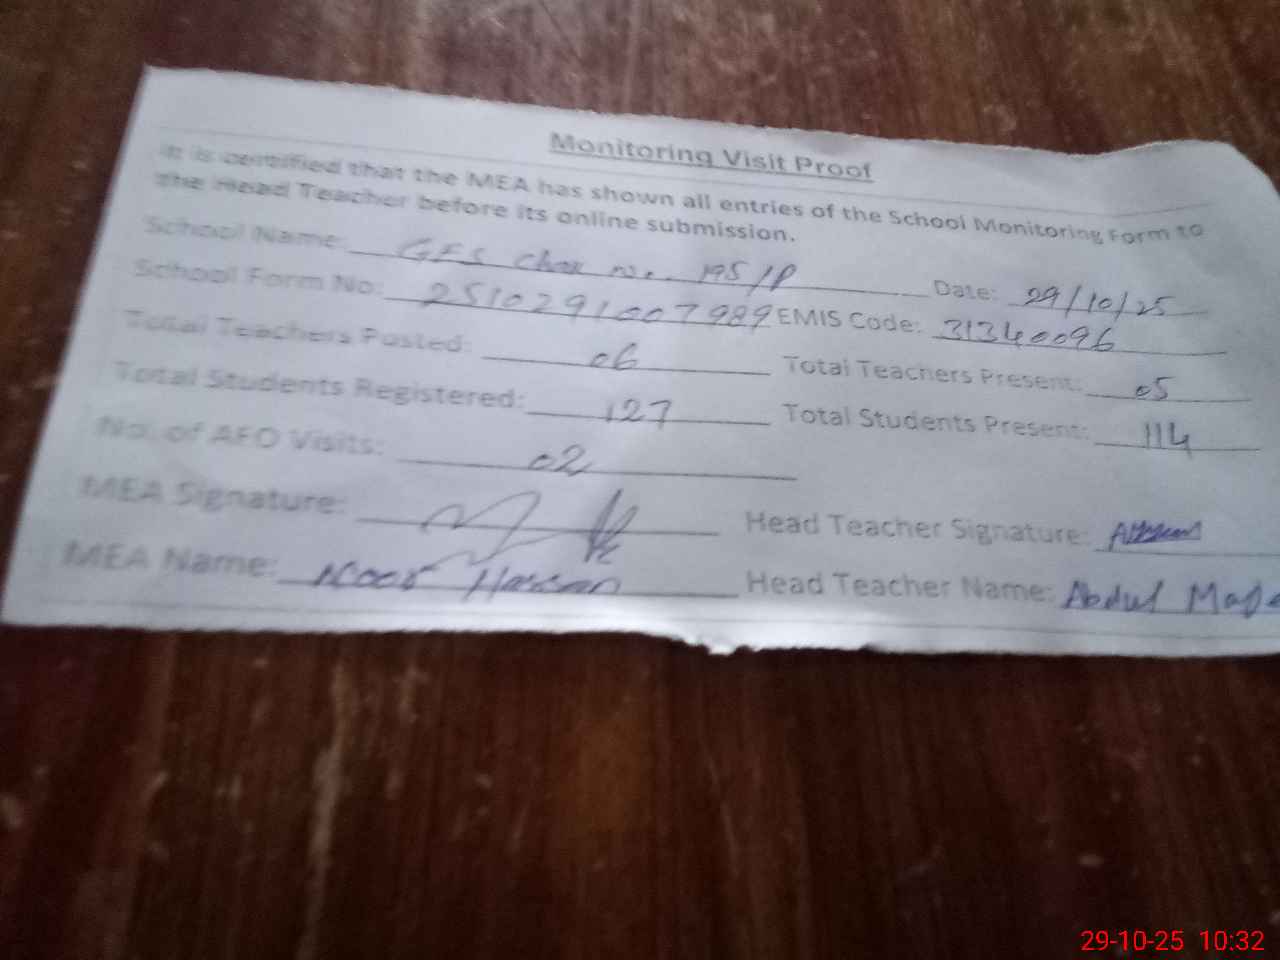 Monitoring Visit Proof
It is certified that the MEA has shown all entries of the School Monitoring Form to
the Head Teacher before its online submission.
School Name: GES Chak no. 195/P Date: 29/10/25
School Form No: 2510291007989 EMIS Code: 31340096
Total Teachers Posted: 06 Total Teachers Present: 05
Total Students Registered: 127 Total Students Present: 114
No. of AEO Visits: 02
MEA Signature: Head Teacher Signature:
MEA Name: Noor Hassan Head Teacher Name: Abdul
29-10-25 10:32